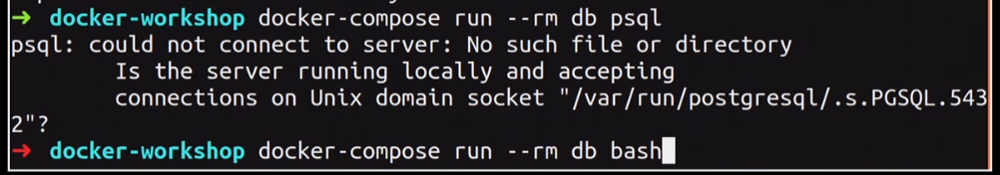 ➜ docker-workshop docker-compose run --rm db psql
psql: could not connect to server: No such file or directory
Is the server running locally and accepting
connections on Unix domain socket "/var/run/postgresql/.s.PGSQL.543
2"?
➜ docker-workshop docker-compose run --rm db bash